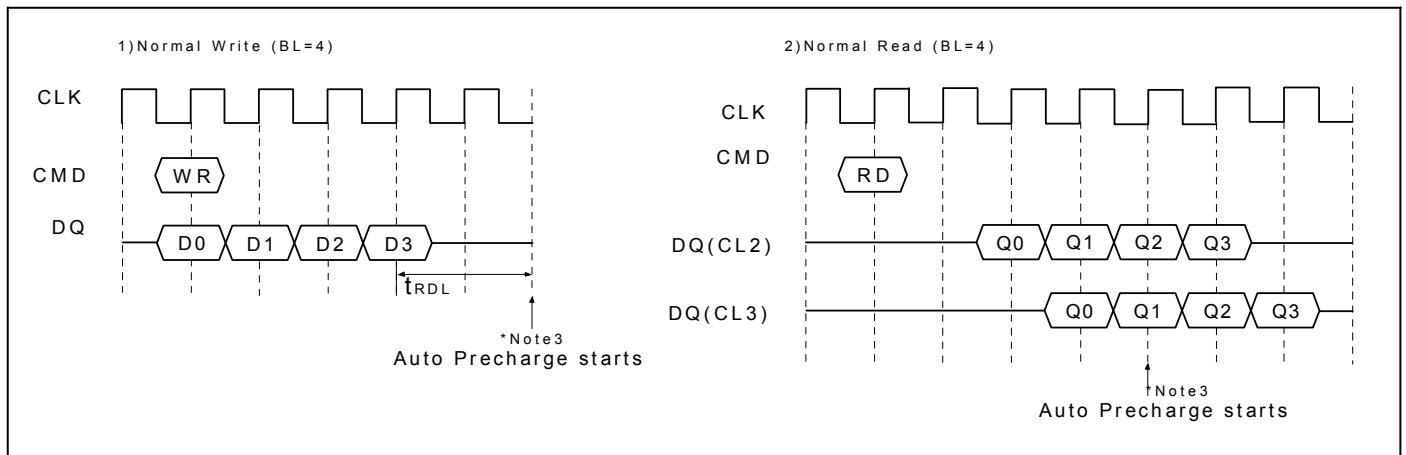 1)Normal Write (BL=4)
CLK
CMD
WR
DQ
D0 D1 D2 D3
tRDL
*Note3
Auto Precharge starts
2)Normal Read (BL=4)
CLK
CMD
RD
DQ(CL2)
Q0 Q1 Q2 Q3
DQ(CL3)
Q0 Q1 Q2 Q3
*Note3
Auto Precharge starts